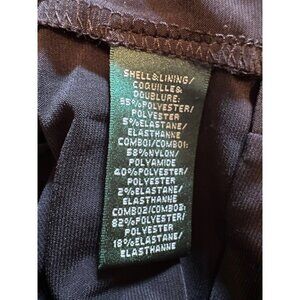 SHELL&LINING/
COQUILLE&
DOUBLURE:
95%POLYESTER/
POLYESTER
5%ELASTANE/
ELASTHANNE
COMBO1/COMBO1:
58%NYLON/
POLYAMIDE
40%POLYESTER/
POLYESTER
2%ELASTANE/
ELASTHANNE
COMBO2/COMBO2:
82%POLYESTER/
POLYESTER
18%ELASTANE/
ELASTHANNE